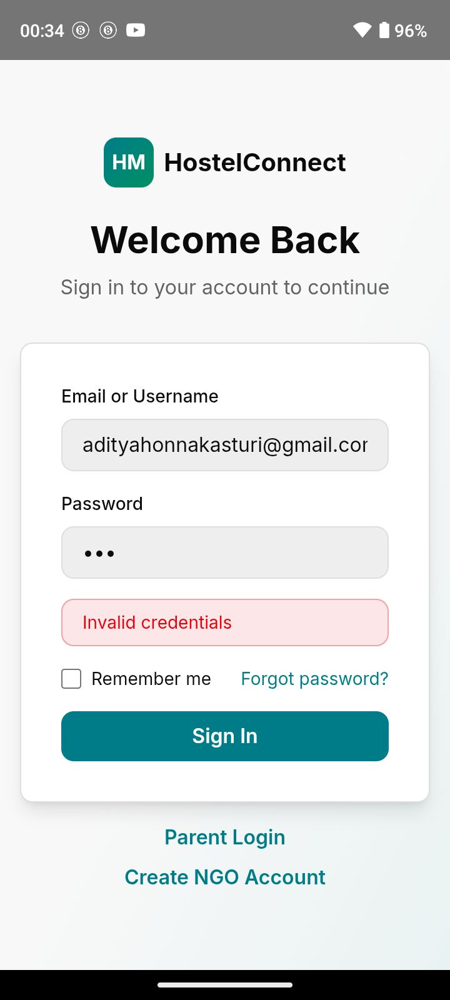 00:34 96%
HM HostelConnect
Welcome Back
Sign in to your account to continue
Email or Username
adityahonnakasturi@gmail.cor
Password
•••
Invalid credentials
Remember me Forgot password?
Sign In
Parent Login
Create NGO Account